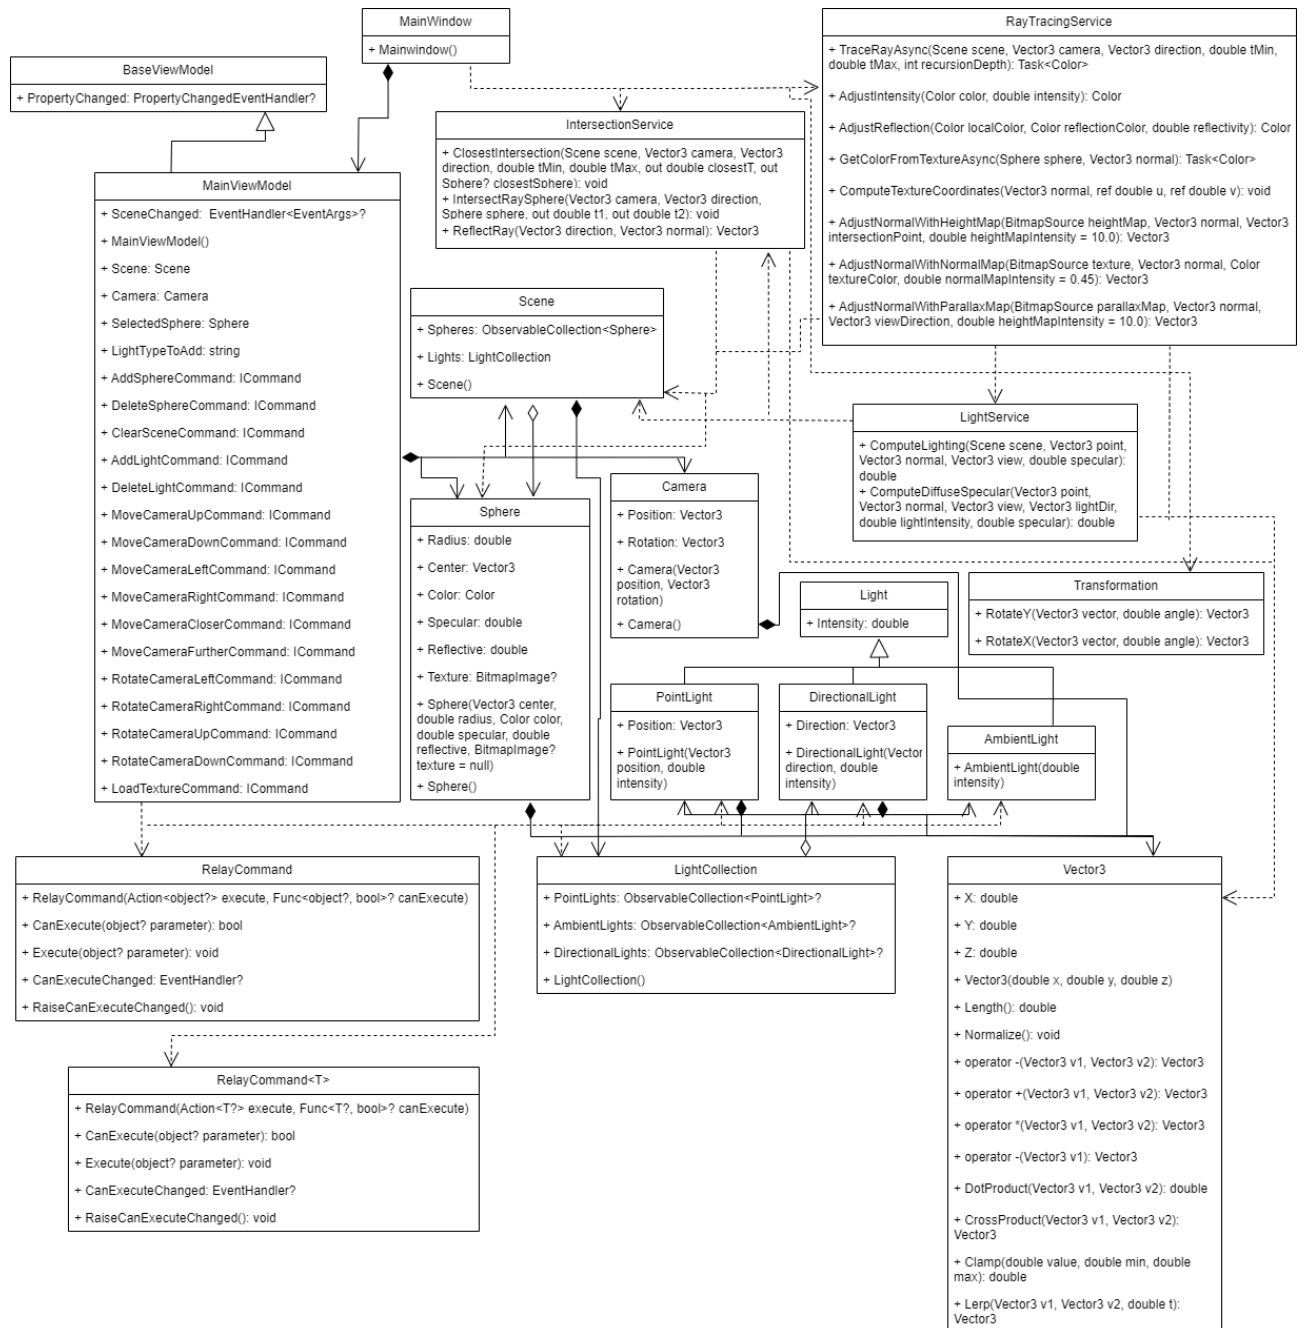 MainWindow
+ Mainwindow()
BaseViewModel
+ PropertyChanged: PropertyChangedEventHandler?
RayTracingService
+ TraceRayAsync(Scene scene, Vector3 camera, Vector3 direction, double tMin,
double tMax, int recursionDepth): Task<Color>
+ AdjustIntensity(Color color, double intensity): Color
+ AdjustReflection(Color localColor, Color reflectionColor, double reflectivity): Color
+ GetColorFromTextureAsync(Sphere sphere, Vector3 normal): Task<Color>
+ ComputeTextureCoordinates(Vector3 normal, ref double u, ref double v): void
+ AdjustNormalWithHeightMap(BitmapSource heightMap, Vector3 normal, Vector3
intersectionPoint, double heightMapIntensity = 10.0): Vector3
+ AdjustNormalWithNormalMap(BitmapSource texture, Vector3 normal, Color
textureColor, double normalMapIntensity = 0.45): Vector3
+ AdjustNormalWithParallaxMap(BitmapSource parallaxMap, Vector3 normal,
Vector3 viewDirection, double heightMapIntensity = 10.0): Vector3
IntersectionService
+ ClosestIntersection(Scene scene, Vector3 camera, Vector3
direction, double tMin, double tMax, out double closestT, out
Sphere? closestSphere): void
+ IntersectRaySphere(Vector3 camera, Vector3 direction,
Sphere sphere, out double t1, out double t2): void
+ ReflectRay(Vector3 direction, Vector3 normal): Vector3
MainViewModel
+ SceneChanged:  EventHandler<EventArgs>?
+ MainViewModel()
+ Scene: Scene
+ Camera: Camera
+ SelectedSphere: Sphere
+ LightTypeToAdd: string
+ AddSphereCommand: ICommand
+ DeleteSphereCommand: ICommand
+ ClearSceneCommand: ICommand
+ AddLightCommand: ICommand
+ DeleteLightCommand: ICommand
+ MoveCameraUpCommand: ICommand
+ MoveCameraDownCommand: ICommand
+ MoveCameraLeftCommand: ICommand
+ MoveCameraRightCommand: ICommand
+ MoveCameraCloserCommand: ICommand
+ MoveCameraFurtherCommand: ICommand
+ RotateCameraLeftCommand: ICommand
+ RotateCameraRightCommand: ICommand
+ RotateCameraUpCommand: ICommand
+ RotateCameraDownCommand: ICommand
+ LoadTextureCommand: ICommand
Scene
+ Spheres: ObservableCollection<Sphere>
+ Lights: LightCollection
+ Scene()
LightService
+ ComputeLighting(Scene scene, Vector3 point,
Vector3 normal, Vector3 view, double specular):
double
+ ComputeDiffuseSpecular(Vector3 point,
Vector3 normal, Vector3 view, Vector3 lightDir,
double lightIntensity, double specular): double
Sphere
+ Radius: double
+ Center: Vector3
+ Color: Color
+ Specular: double
+ Reflective: double
+ Texture: BitmapImage?
+ Sphere(Vector3 center,
double radius, Color color,
double specular, double
reflective, BitmapImage?
texture = null)
+ Sphere()
Camera
+ Position: Vector3
+ Rotation: Vector3
+ Camera(Vector3
position, Vector3
rotation)
+ Camera()
Light
+ Intensity: double
Transformation
+ RotateY(Vector3 vector, double angle): Vector3
+ RotateX(Vector3 vector, double angle): Vector3
PointLight
+ Position: Vector3
+ PointLight(Vector3
position, double
intensity)
DirectionalLight
+ Direction: Vector3
+ DirectionalLight(Vector
direction, double
intensity)
AmbientLight
+ AmbientLight(double
intensity)
RelayCommand
+ RelayCommand(Action<object?> execute, Func<object?, bool>? canExecute)
+ CanExecute(object? parameter): bool
+ Execute(object? parameter): void
+ CanExecuteChanged: EventHandler?
+ RaiseCanExecuteChanged(): void
LightCollection
+ PointLights: ObservableCollection<PointLight>?
+ AmbientLights: ObservableCollection<AmbientLight>?
+ DirectionalLights: ObservableCollection<DirectionalLight>?
+ LightCollection()
Vector3
+ X: double
+ Y: double
+ Z: double
+ Vector3(double x, double y, double z)
+ Length(): double
+ Normalize(): void
+ operator -(Vector3 v1, Vector3 v2): Vector3
+ operator +(Vector3 v1, Vector3 v2): Vector3
+ operator *(Vector3 v1, Vector3 v2): Vector3
+ operator -(Vector3 v1): Vector3
+ DotProduct(Vector3 v1, Vector3 v2): double
+ CrossProduct(Vector3 v1, Vector3 v2):
Vector3
+ Clamp(double value, double min, double
max): double
+ Lerp(Vector3 v1, Vector3 v2, double t):
Vector3
RelayCommand<T>
+ RelayCommand(Action<T?> execute, Func<T?, bool>? canExecute)
+ CanExecute(object? parameter): bool
+ Execute(object? parameter): void
+ CanExecuteChanged: EventHandler?
+ RaiseCanExecuteChanged(): void